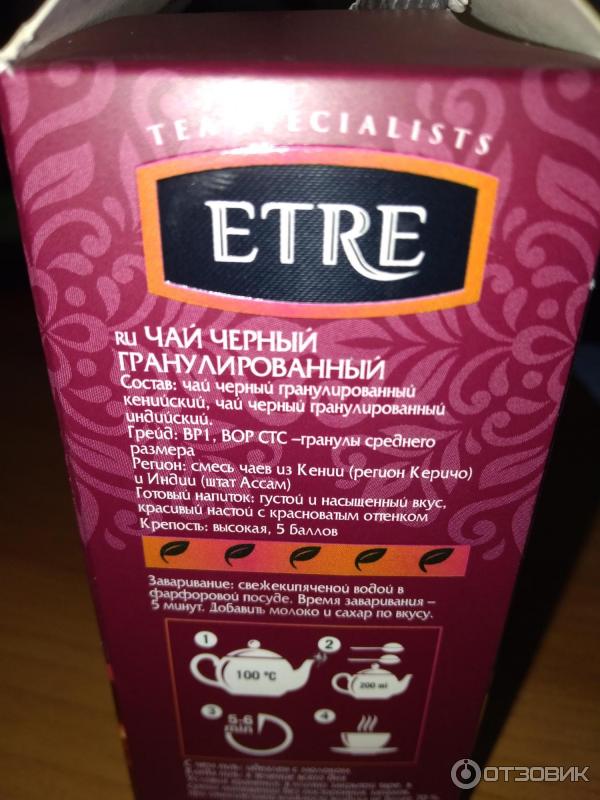 TEA SPECIALISTS
ETRE
RU ЧАЙ ЧЕРНЫЙ
ГРАНУЛИРОВАННЫЙ
Состав: чай черный гранулированный
кенийский, чай черный гранулированный
индийский.
Грейд: BP1, BOP CTC –гранулы среднего
размера
Регион: смесь чаев из Кении (регион Керичо)
и Индии (штат Ассам)
Готовый напиток: густой и насыщенный вкус,
красивый настой с красноватым оттенком
Крепость: высокая, 5 баллов
Заваривание: свежекипяченой водой в
фарфоровой посуде. Время заваривания –
5 минут. Добавить молоко и сахар по вкусу.
1
100 °C
2
200 ml
3
5-6
min
4
ОТЗОВИК